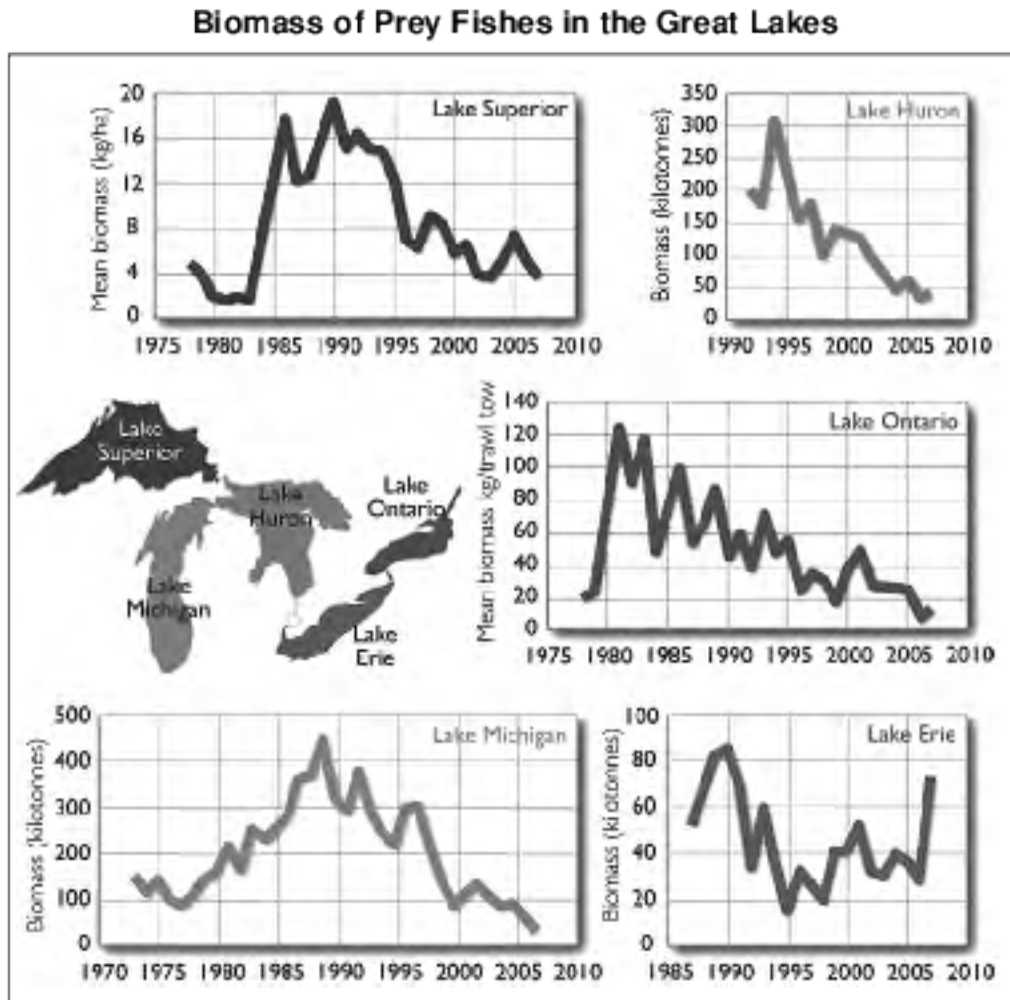 Biomass of Prey Fishes in the Great Lakes
Mean biomass (kg/ha)
20
16
12
8
4
0
Lake Superior
1975 1980 1985 1990 1995 2000 2005 2010
Biomass (kilotonnes)
350
300
250
200
150
100
50
0
Lake Huron
1990 1995 2000 2005 2010
Lake
Superior
Lake
Huron
Lake
Ontario
Lake
Michigan
Lake
Erie
Mean biomass kg/trawl tow
140
120
100
80
60
40
20
0
Lake Ontario
1975 1980 1985 1990 1995 2000 2005 2010
Biomass (kilotonnes)
500
400
300
200
100
0
Lake Michigan
1970 1975 1980 1985 1990 1995 2000 2005 2010
Biomass (kilotonnes)
100
80
60
40
20
0
Lake Erie
1985 1990 1995 2000 2005 2010